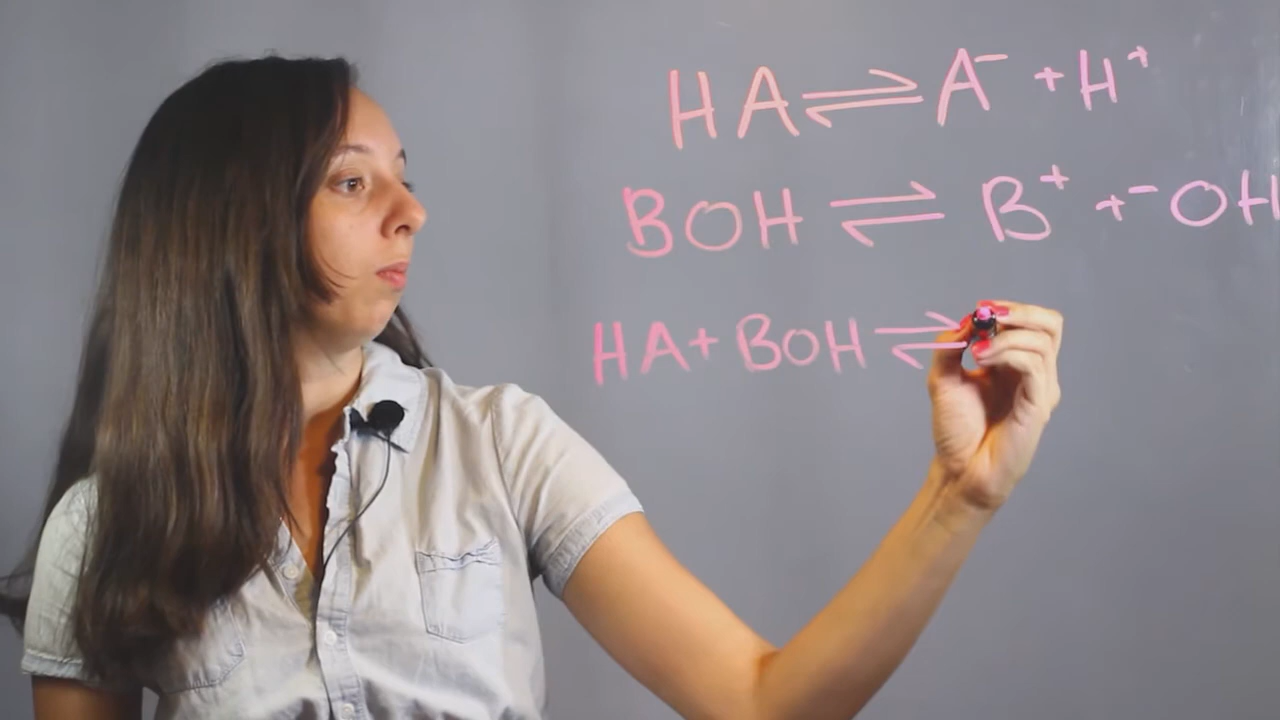 HA ⇌ A⁻ + H⁺
BOH ⇌ B⁺ + ⁻OH
HA + BOH ⇌